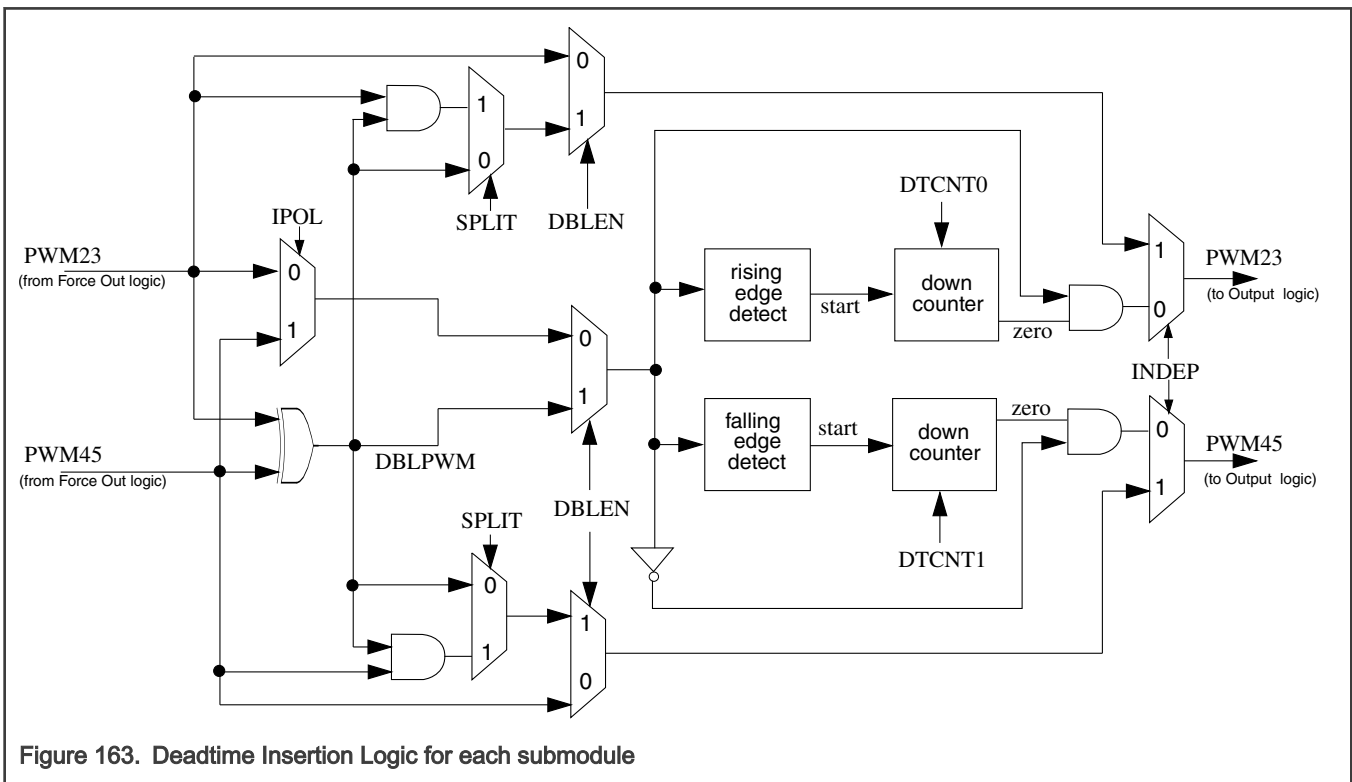 0
1
1
0
SPLIT
DBLEN
IPOL
PWM23
(from Force Out logic)
0
1
DTCNT0
rising
edge
detect
start
down
counter
zero
1
0
PWM23
(to Output logic)
INDEP
0
1
DBLPWM
PWM45
(from Force Out logic)
DBLEN
falling
edge
detect
start
down
counter
zero
0
1
PWM45
(to Output logic)
DTCNT1
SPLIT
0
1
1
0
Figure 163. Deadtime Insertion Logic for each submodule